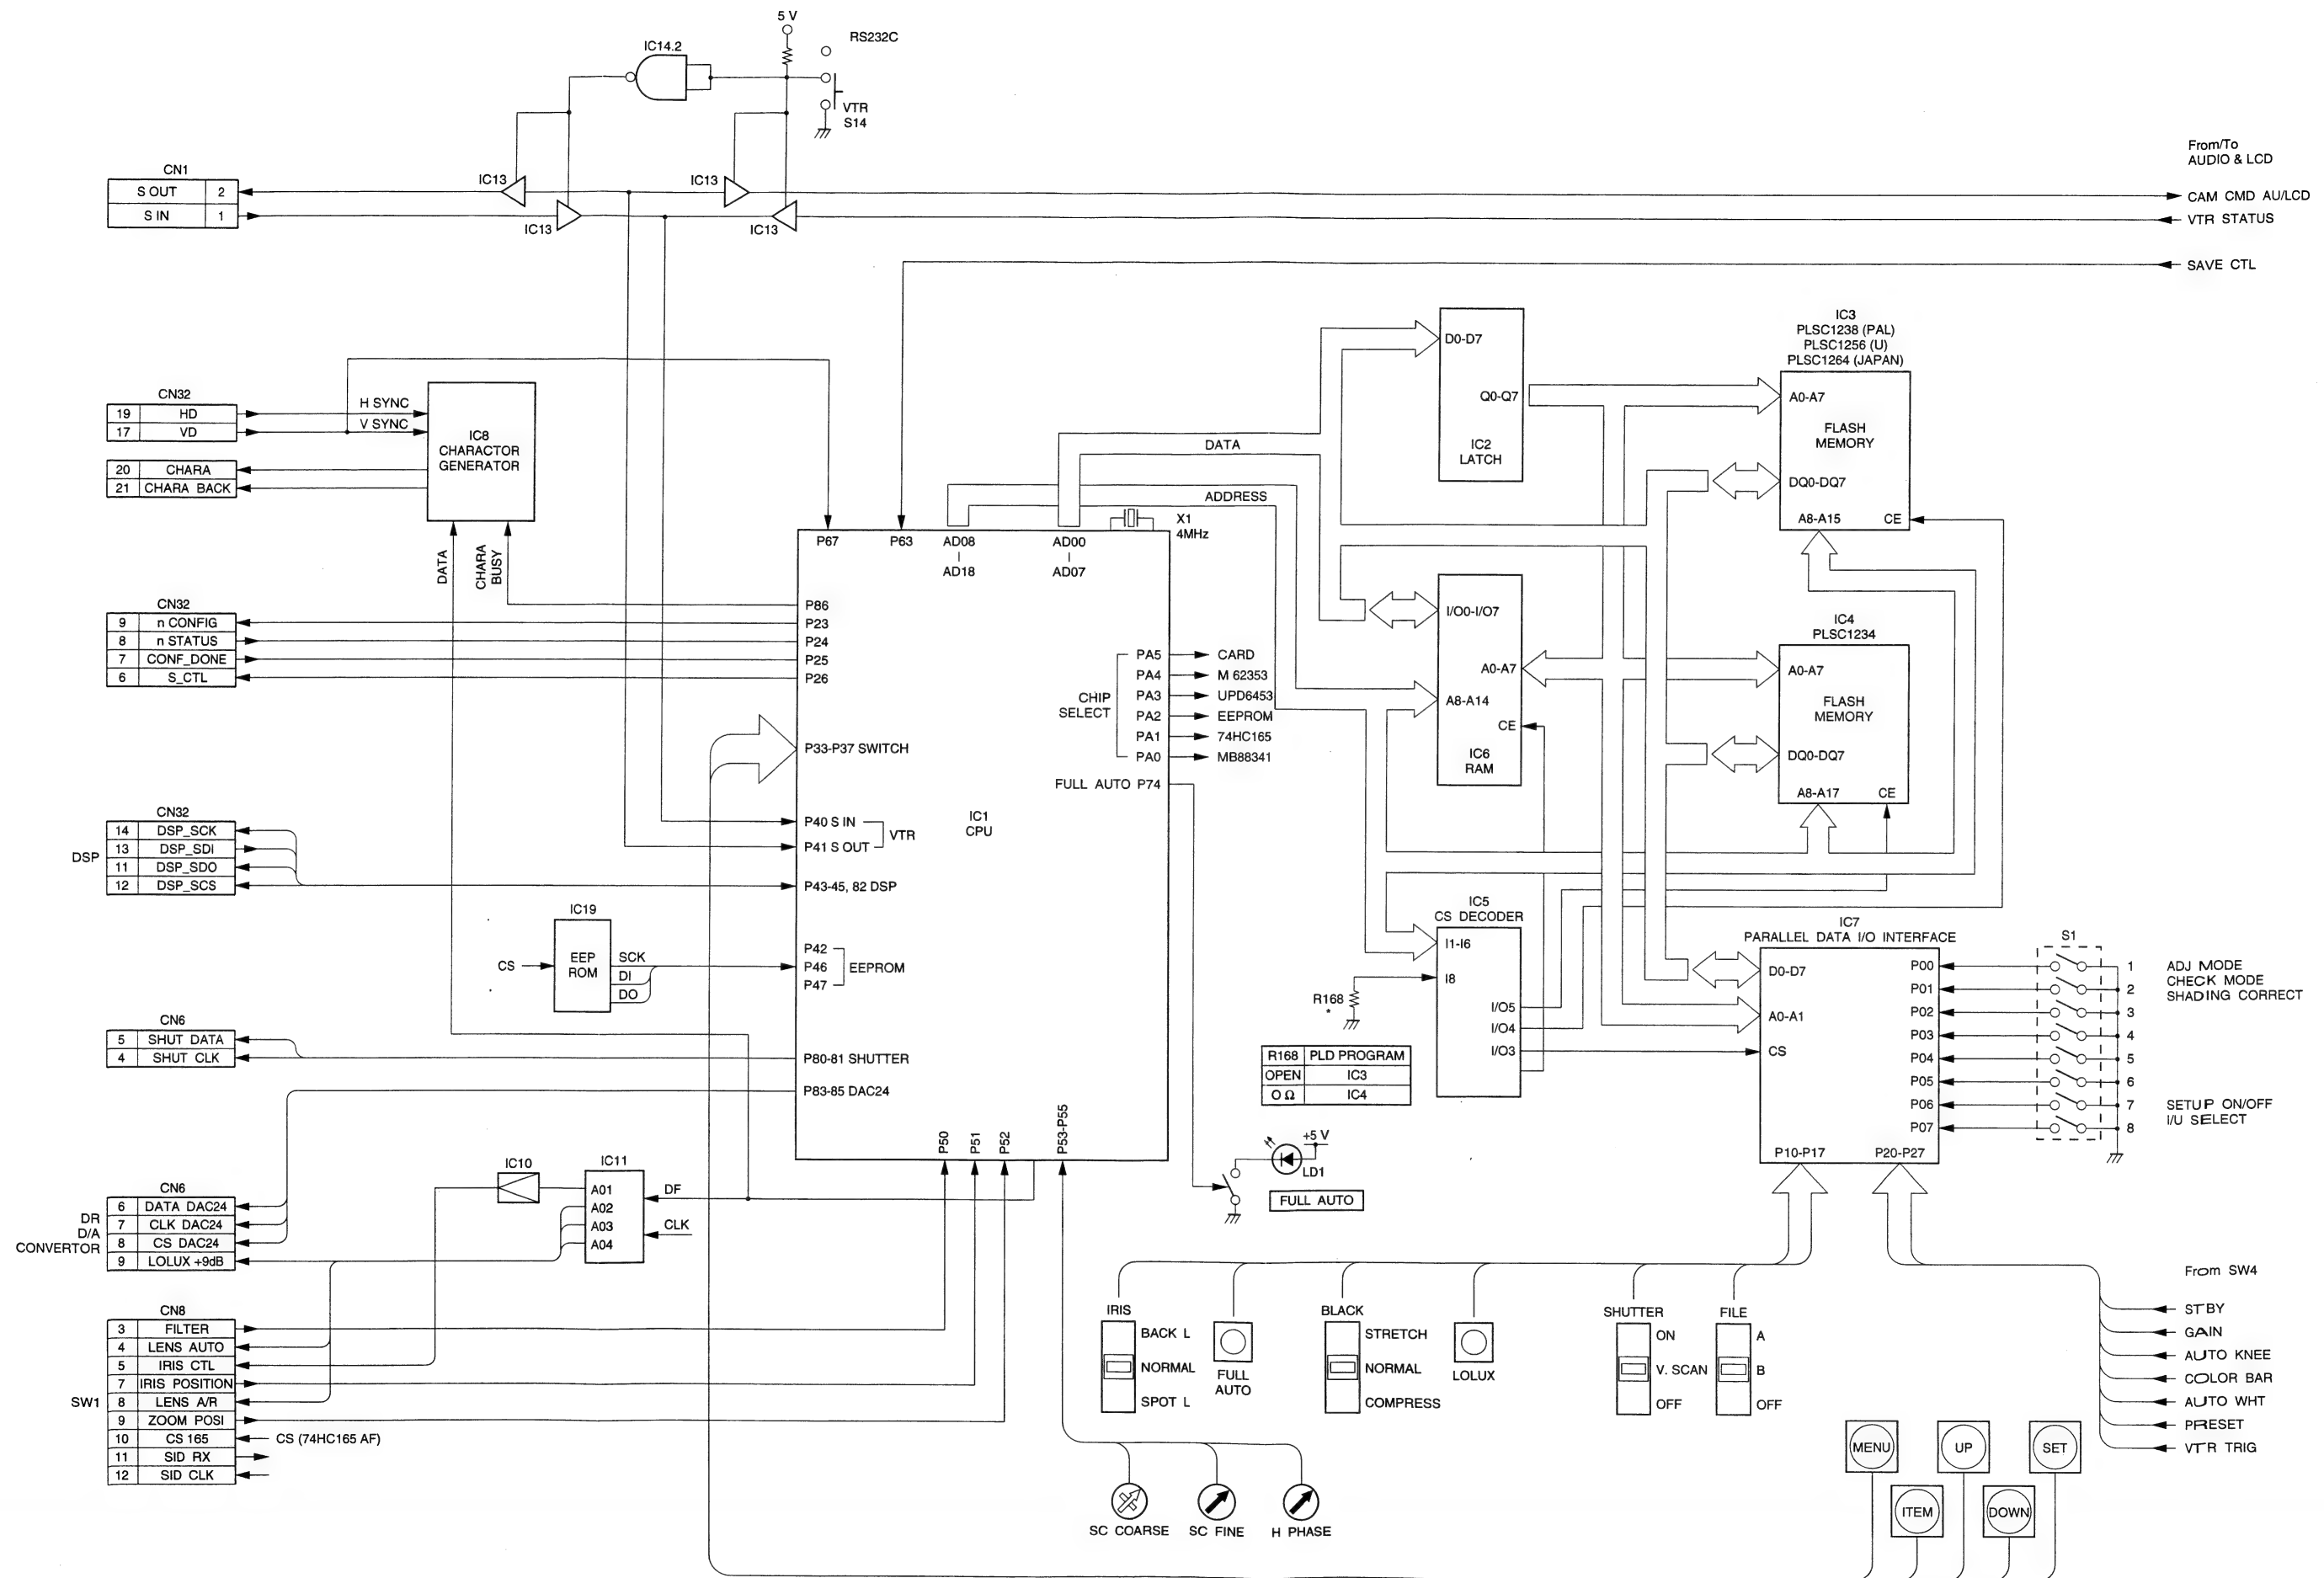 5 V
RS232C
IC14.2
VTR
S14
From/To
AUDIO & LCD
CN1
S OUT 2
S IN 1
IC13
IC13
IC13
IC13
CAM CMD AU/LCD
VTR STATUS
SAVE CTL
CN32
19 HD
17 VD
20 CHARA
21 CHARA BACK
H SYNC
V SYNC
IC8
CHARACTOR
GENERATOR
DATA
CHARA
BUSY
DATA
ADDRESS
X1
4MHz
D0-D7
Q0-Q7
IC2
LATCH
IC3
PLSC1238 (PAL)
PLSC1256 (U)
PLSC1264 (JAPAN)
A0-A7
FLASH
MEMORY
DQ0-DQ7
A8-A15 CE
P67 P63 AD08 AD00
AD18 AD07
CN32
9 n CONFIG
8 n STATUS
7 CONF_DONE
6 S_CTL
P86
P23
P24
P25
P26
P33-P37 SWITCH
CHIP
SELECT
PA5 CARD
PA4 M 62353
PA3 UPD6453
PA2 EEPROM
PA1 74HC165
PA0 MB88341
FULL AUTO P74
IC1
CPU
P40 S IN
P41 S OUT
VTR
P43-45, 82 DSP
P42
P46
P47
EEPROM
P80-81 SHUTTER
P83-85 DAC24
P50
P51
P52
P53-P55
I/O0-I/O7
A0-A7
A8-A14
CE
IC6
RAM
IC4
PLSC1234
A0-A7
FLASH
MEMORY
DQ0-DQ7
A8-A17 CE
CN32
DSP
14 DSP_SCK
13 DSP_SDI
11 DSP_SDO
12 DSP_SCS
IC19
EEP
ROM
CS
SCK
DI
DO
IC5
CS DECODER
I1-I6
I8
I/O5
I/O4
I/O3
R168
*
R168 PLD PROGRAM
OPEN IC3
O Ω IC4
IC7
PARALLEL DATA I/O INTERFACE
D0-D7
A0-A1
CS
P00
P01
P02
P03
P04
P05
P06
P07
P10-P17 P20-P27
S1
1 ADJ MODE
2 CHECK MODE
SHADING CORRECT
3
4
5
6
7 SETUP ON/OFF
8 I/U SELECT
CN6
5 SHUT DATA
4 SHUT CLK
CN6
DR
D/A
CONVERTOR
6 DATA DAC24
7 CLK DAC24
8 CS DAC24
9 LOLUX +9dB
IC10
IC11
A01
A02
A03
A04
DF
CLK
+5 V
LD1
FULL AUTO
CN8
SW1
3 FILTER
4 LENS AUTO
5 IRIS CTL
7 IRIS POSITION
8 LENS A/R
9 ZOOM POSI
10 CS 165
11 SID RX
12 SID CLK
CS (74HC165 AF)
IRIS
BACK L
NORMAL
SPOT L
FULL
AUTO
BLACK
STRETCH
NORMAL
COMPRESS
LOLUX
SHUTTER
ON
V. SCAN
OFF
FILE
A
B
OFF
From SW4
STBY
GAIN
AUTO KNEE
COLOR BAR
AUTO WHT
PRESET
VTR TRIG
SC COARSE
SC FINE
H PHASE
MENU
UP
SET
ITEM
DOWN